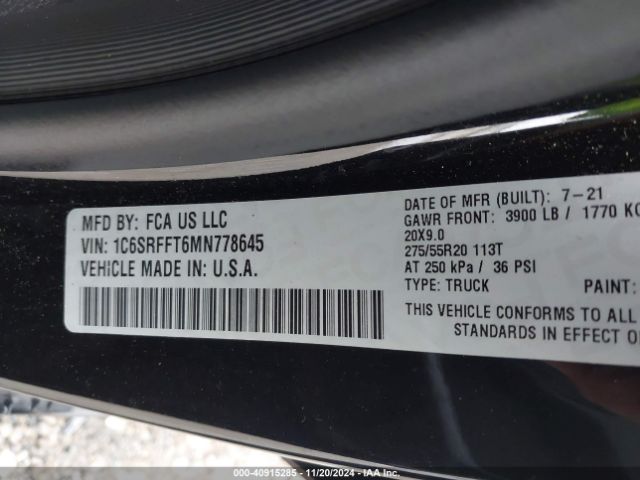 MFD BY: FCA US LLC
VIN: 1C6SRFFT6MN778645
VEHICLE MADE IN: U.S.A.
DATE OF MFR (BUILT): 7-21
GAWR FRONT: 3900 LB / 1770 KG
20X9.0
275/55R20 113T
AT 250 kPa / 36 PSI
TYPE: TRUCK PAINT:
THIS VEHICLE CONFORMS TO ALL
STANDARDS IN EFFECT O
000-40915285 - 11/20/2024 - IAAI.COM